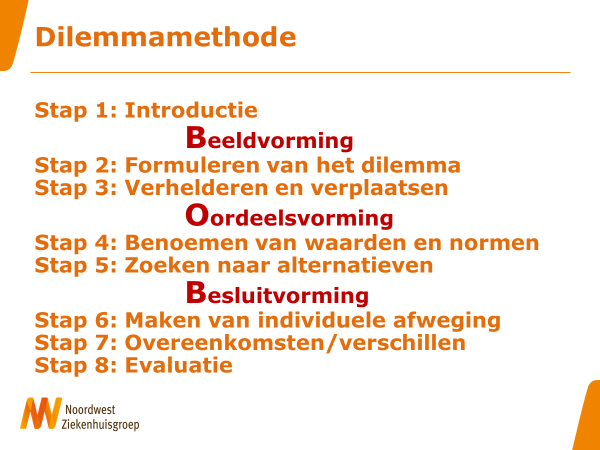 Dilemmamethode
Stap 1: Introductie
Beeldvorming
Stap 2: Formuleren van het dilemma
Stap 3: Verhelderen en verplaatsen
Oordeelsvorming
Stap 4: Benoemen van waarden en normen
Stap 5: Zoeken naar alternatieven
Besluitvorming
Stap 6: Maken van individuele afweging
Stap 7: Overeenkomsten/verschillen
Stap 8: Evaluatie
Noordwest
Ziekenhuisgroep